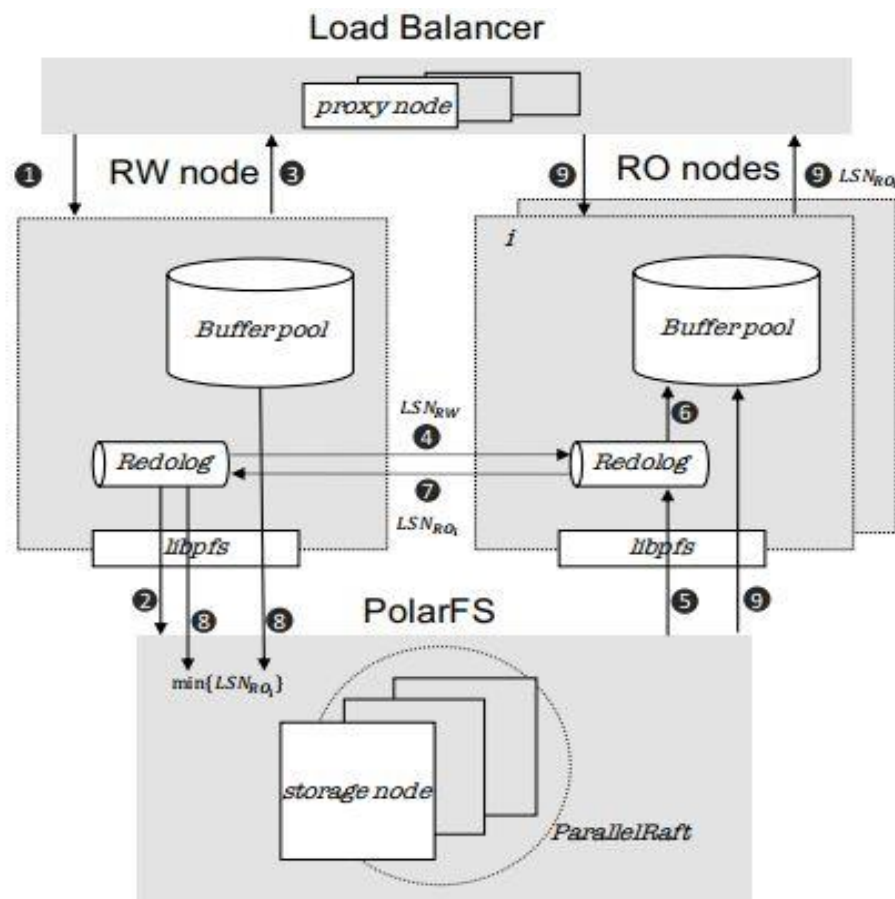 Load Balancer
proxy node
❶ RW node ❸ ❾ RO nodes ❾ LSN_RO
i
Buffer pool
Buffer pool
LSN_RW
❹
❻
Redolog
Redolog
❼
LSN_ROi
libpfs
libpfs
❷
❽
❽
PolarFS
❺
❾
min{LSN_ROi}
storage node
ParallelRaft